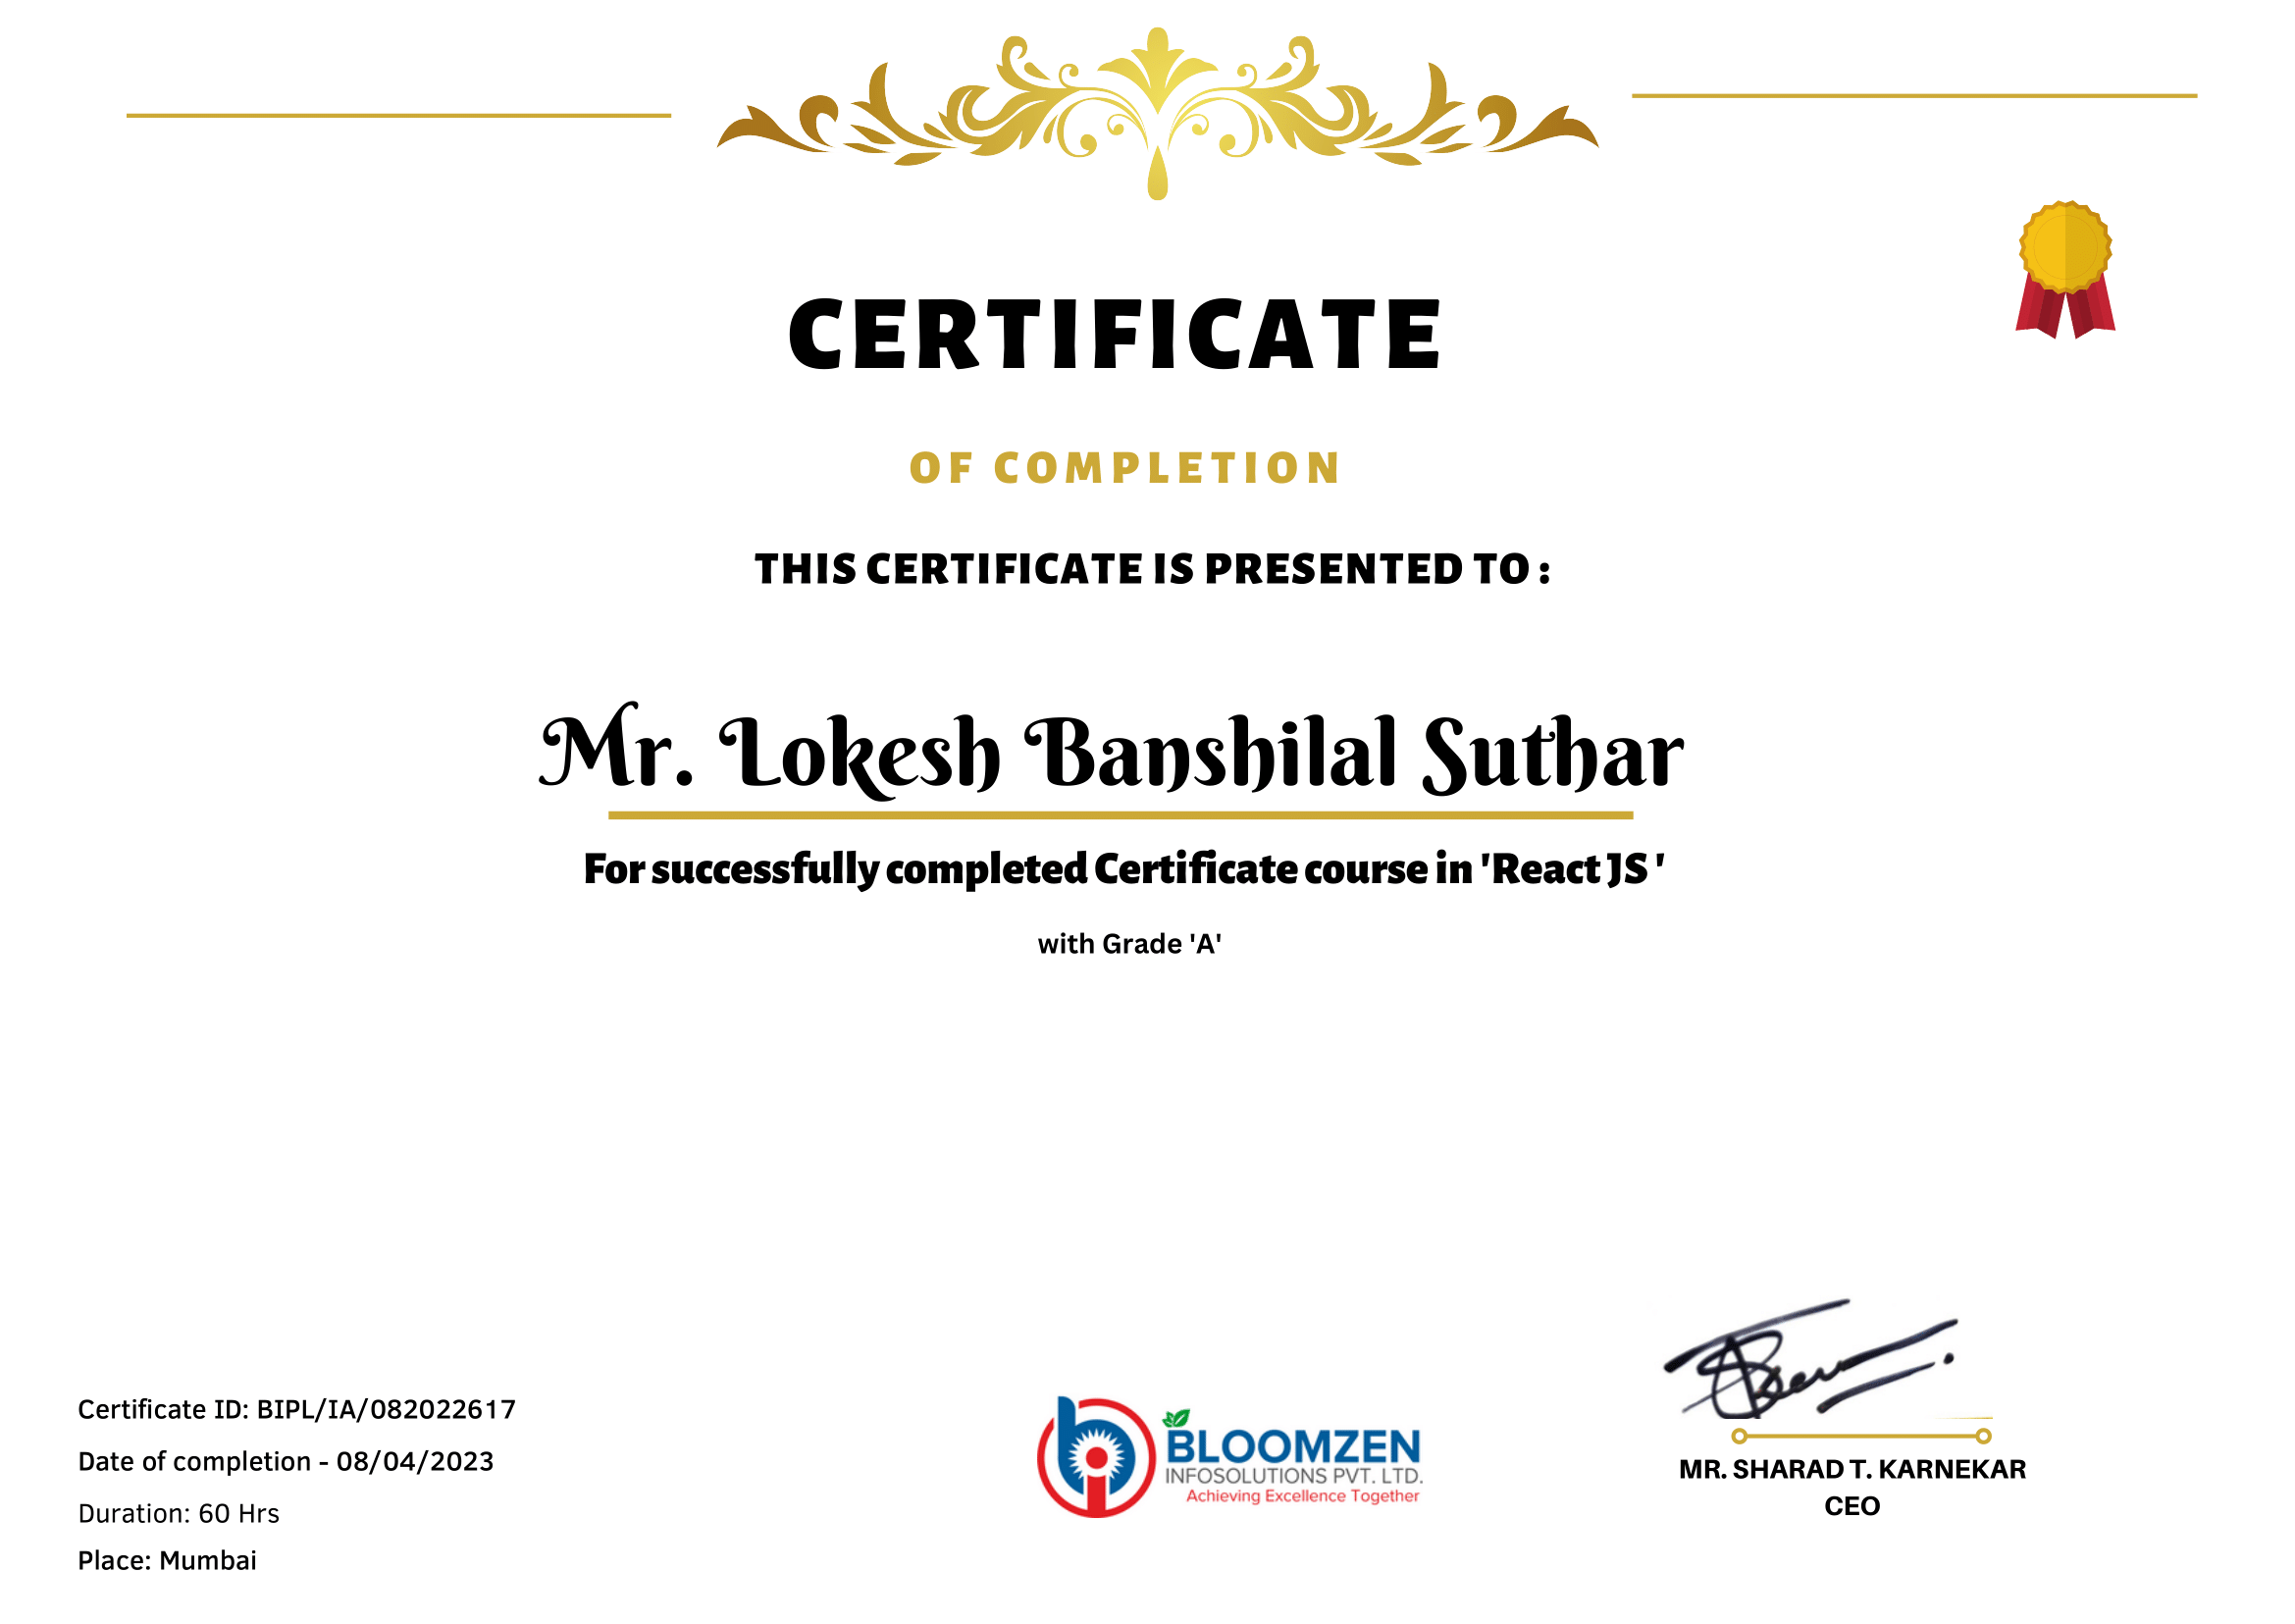 CERTIFICATE
OF COMPLETION
THIS CERTIFICATE IS PRESENTED TO :
Mr. Lokesh Banshilal Suthar
For successfully completed Certificate course in 'React JS '
with Grade 'A'
Certificate ID: BIPL/IA/082022617
Date of completion - 08/04/2023
Duration: 60 Hrs
Place: Mumbai
BLOOMZEN
INFOSOLUTIONS PVT. LTD.
Achieving Excellence Together
MR. SHARAD T. KARNEKAR
CEO